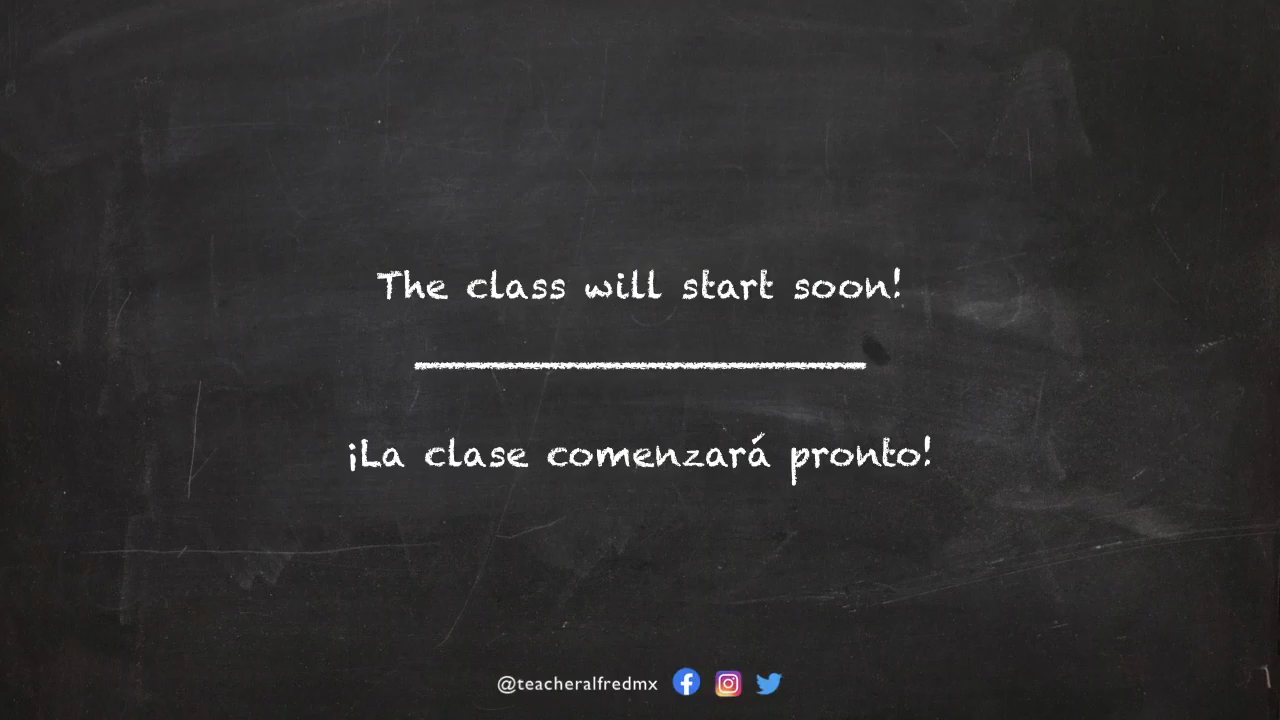 The class will start soon!
¡La clase comenzará pronto!
@teacheralfredmx